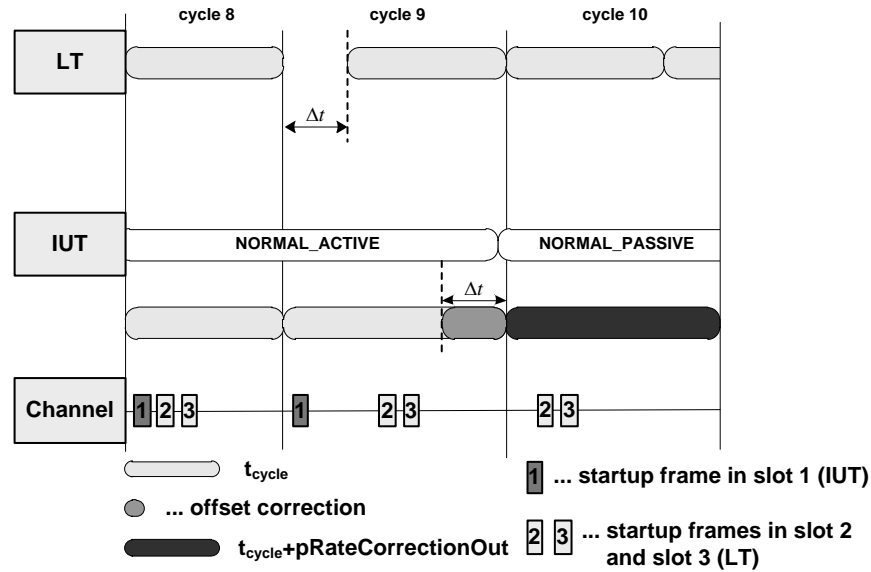 cycle 8 cycle 9 cycle 10
LT
Δt
IUT
NORMAL_ACTIVE NORMAL_PASSIVE
Δt
Channel 1 2 3 1 2 3 2 3
tcycle
... offset correction
tcycle+pRateCorrectionOut
1 ... startup frame in slot 1 (IUT)
2 3 ... startup frames in slot 2
and slot 3 (LT)